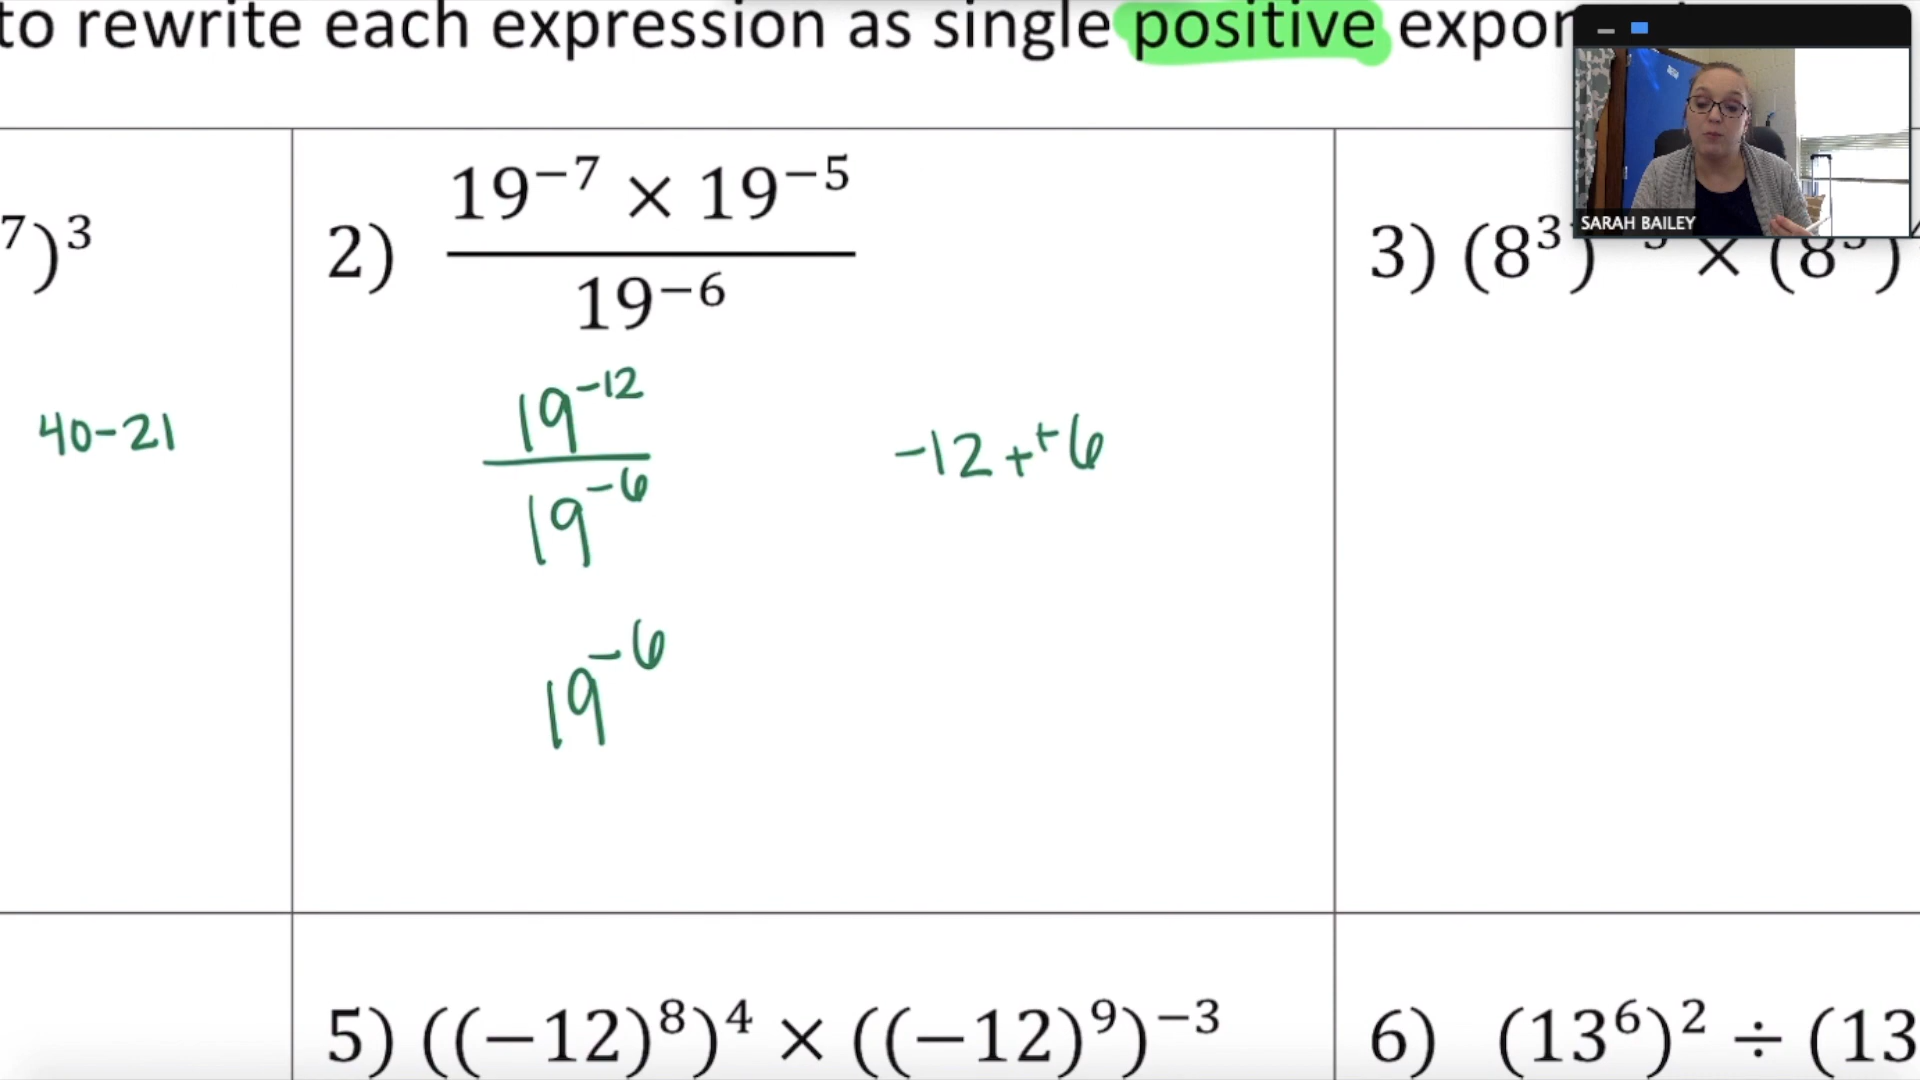 to rewrite each expression as single positive
SARAH BAILEY
⁷)³
40-21
2) 19⁻⁷ × 19⁻⁵
19⁻⁶
19⁻¹²
19⁻⁶
-12 + +6
19⁻⁶
3) (8³) × (8
5) ((−12)⁸)⁴ × ((−12)⁹)⁻³
6) (13⁶)² ÷ (13